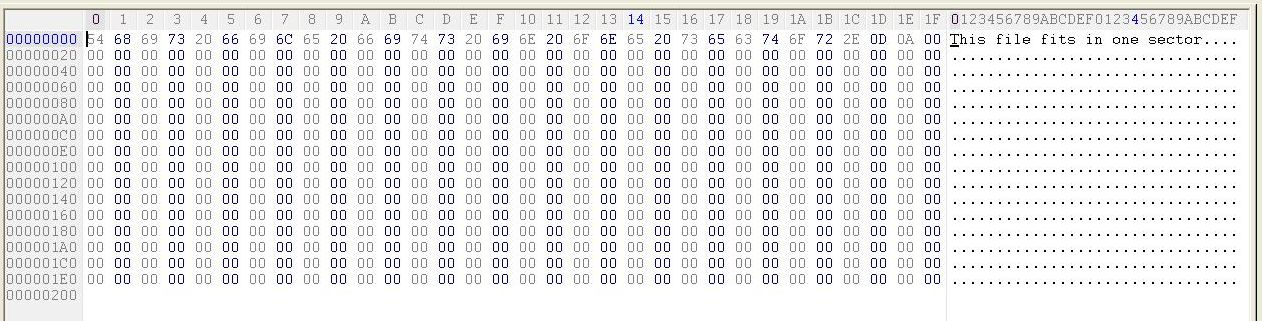 0 1 2 3 4 5 6 7 8 9 A B C D E F 10 11 12 13 14 15 16 17 18 19 1A 1B 1C 1D 1E 1F 0123456789ABCDEF0123456789ABCDEF
00000000 54 68 69 73 20 66 69 6C 65 20 66 69 74 73 20 69 6E 20 6F 6E 65 20 73 65 63 74 6F 72 2E 0D 0A 00 This file fits in one sector....
00000020 00 00 00 00 00 00 00 00 00 00 00 00 00 00 00 00 00 00 00 00 00 00 00 00 00 00 00 00 00 00 00 00 ................................
00000040 00 00 00 00 00 00 00 00 00 00 00 00 00 00 00 00 00 00 00 00 00 00 00 00 00 00 00 00 00 00 00 00 ................................
00000060 00 00 00 00 00 00 00 00 00 00 00 00 00 00 00 00 00 00 00 00 00 00 00 00 00 00 00 00 00 00 00 00 ................................
00000080 00 00 00 00 00 00 00 00 00 00 00 00 00 00 00 00 00 00 00 00 00 00 00 00 00 00 00 00 00 00 00 00 ................................
000000A0 00 00 00 00 00 00 00 00 00 00 00 00 00 00 00 00 00 00 00 00 00 00 00 00 00 00 00 00 00 00 00 00 ................................
000000C0 00 00 00 00 00 00 00 00 00 00 00 00 00 00 00 00 00 00 00 00 00 00 00 00 00 00 00 00 00 00 00 00 ................................
000000E0 00 00 00 00 00 00 00 00 00 00 00 00 00 00 00 00 00 00 00 00 00 00 00 00 00 00 00 00 00 00 00 00 ................................
00000100 00 00 00 00 00 00 00 00 00 00 00 00 00 00 00 00 00 00 00 00 00 00 00 00 00 00 00 00 00 00 00 00 ................................
00000120 00 00 00 00 00 00 00 00 00 00 00 00 00 00 00 00 00 00 00 00 00 00 00 00 00 00 00 00 00 00 00 00 ................................
00000140 00 00 00 00 00 00 00 00 00 00 00 00 00 00 00 00 00 00 00 00 00 00 00 00 00 00 00 00 00 00 00 00 ................................
00000160 00 00 00 00 00 00 00 00 00 00 00 00 00 00 00 00 00 00 00 00 00 00 00 00 00 00 00 00 00 00 00 00 ................................
00000180 00 00 00 00 00 00 00 00 00 00 00 00 00 00 00 00 00 00 00 00 00 00 00 00 00 00 00 00 00 00 00 00 ................................
000001A0 00 00 00 00 00 00 00 00 00 00 00 00 00 00 00 00 00 00 00 00 00 00 00 00 00 00 00 00 00 00 00 00 ................................
000001C0 00 00 00 00 00 00 00 00 00 00 00 00 00 00 00 00 00 00 00 00 00 00 00 00 00 00 00 00 00 00 00 00 ................................
000001E0 00 00 00 00 00 00 00 00 00 00 00 00 00 00 00 00 00 00 00 00 00 00 00 00 00 00 00 00 00 00 00 00 ................................
00000200